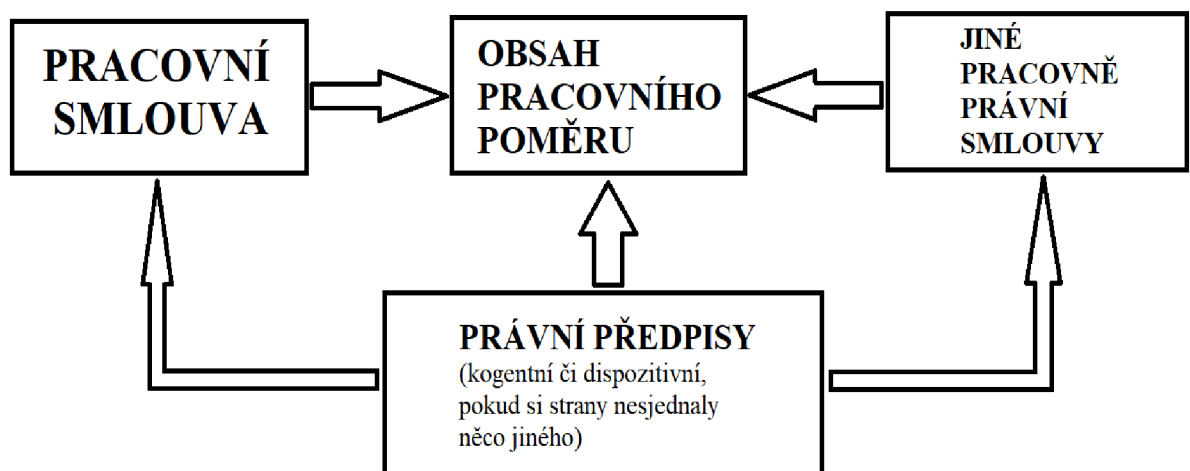 PRACOVNÍ
SMLOUVA
OBSAH
PRACOVNÍHO
POMĚRU
JINÉ
PRACOVNĚ
PRÁVNÍ
SMLOUVY
PRÁVNÍ PŘEDPISY
(kogentní či dispozitivní,
pokud si strany nesjednaly
něco jiného)